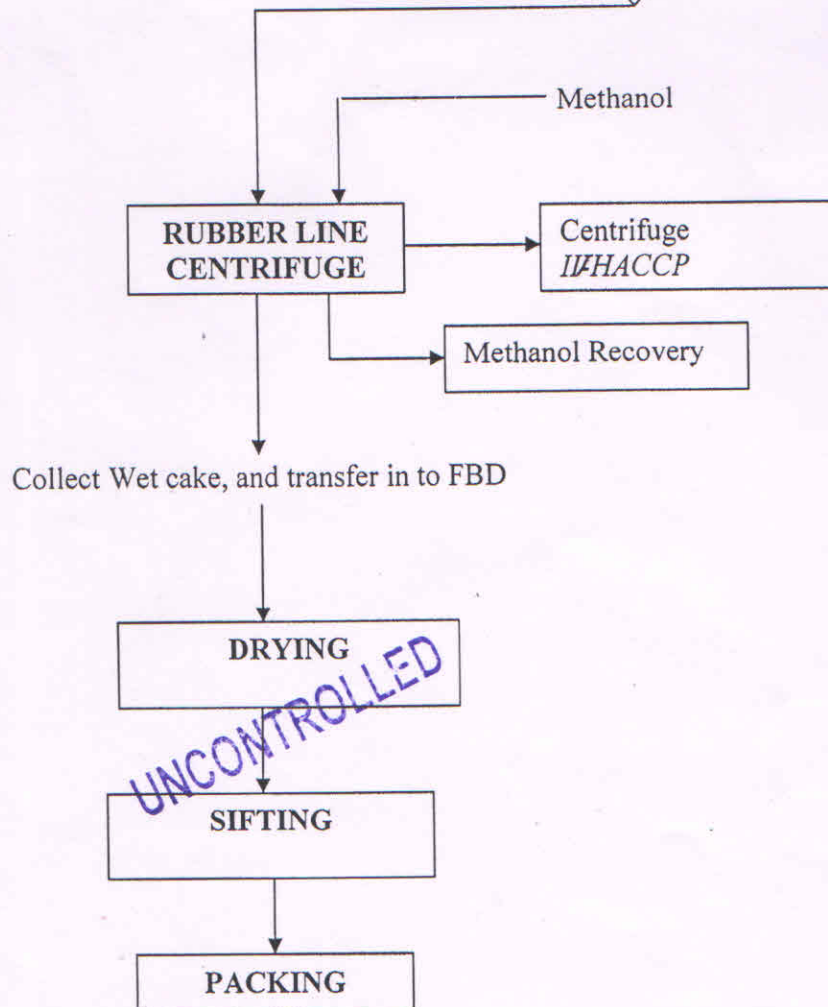 Methanol
RUBBER LINE
CENTRIFUGE
Centrifuge
Methanol Recovery
Collect Wet cake, and transfer in to FBD
DRYING
UNCONTROLLED
SIFTING
PACKING